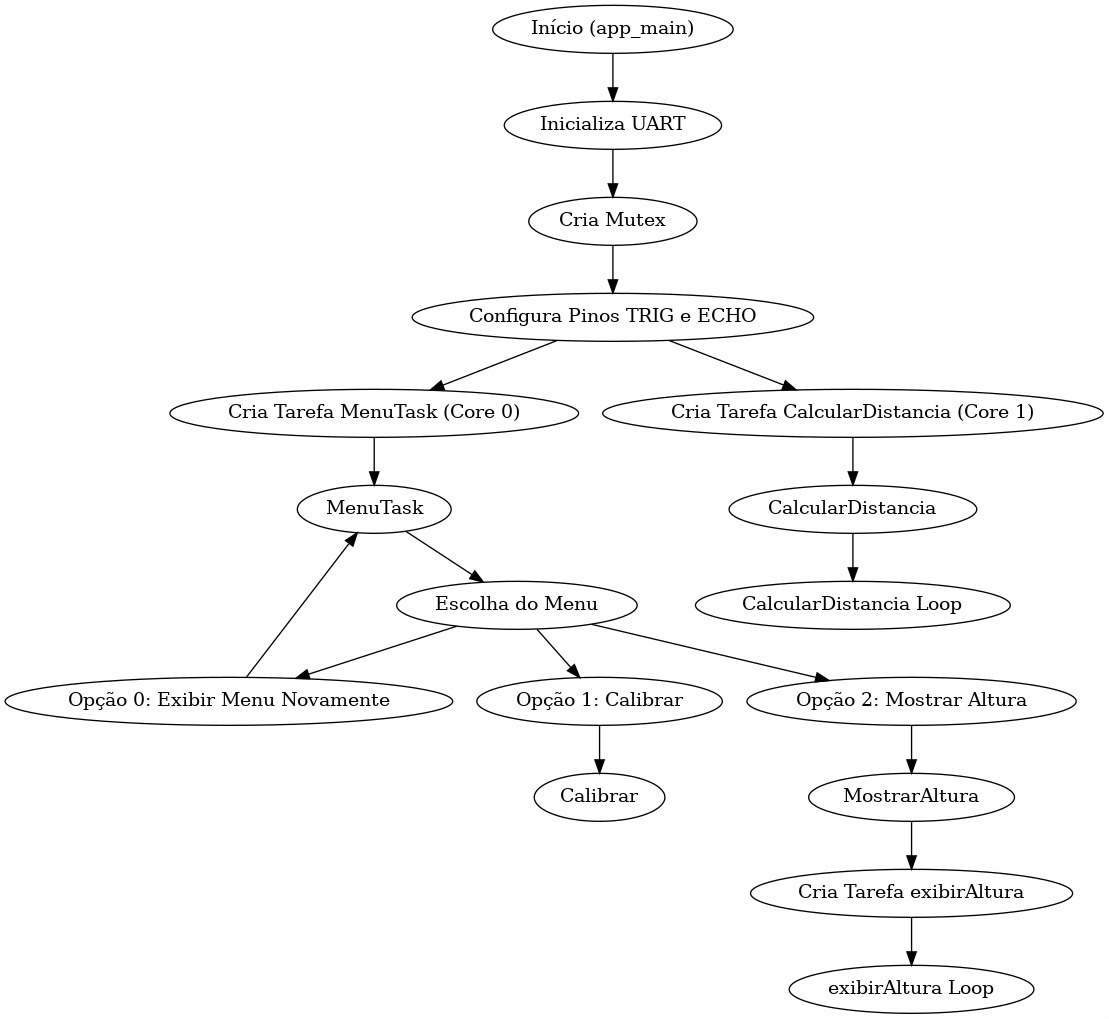 Início (app_main)
Inicializa UART
Cria Mutex
Configura Pinos TRIG e ECHO
Cria Tarefa MenuTask (Core 0)
Cria Tarefa CalcularDistancia (Core 1)
MenuTask
CalcularDistancia
Escolha do Menu
CalcularDistancia Loop
Opção 0: Exibir Menu Novamente
Opção 1: Calibrar
Opção 2: Mostrar Altura
Calibrar
MostrarAltura
Cria Tarefa exibirAltura
exibirAltura Loop